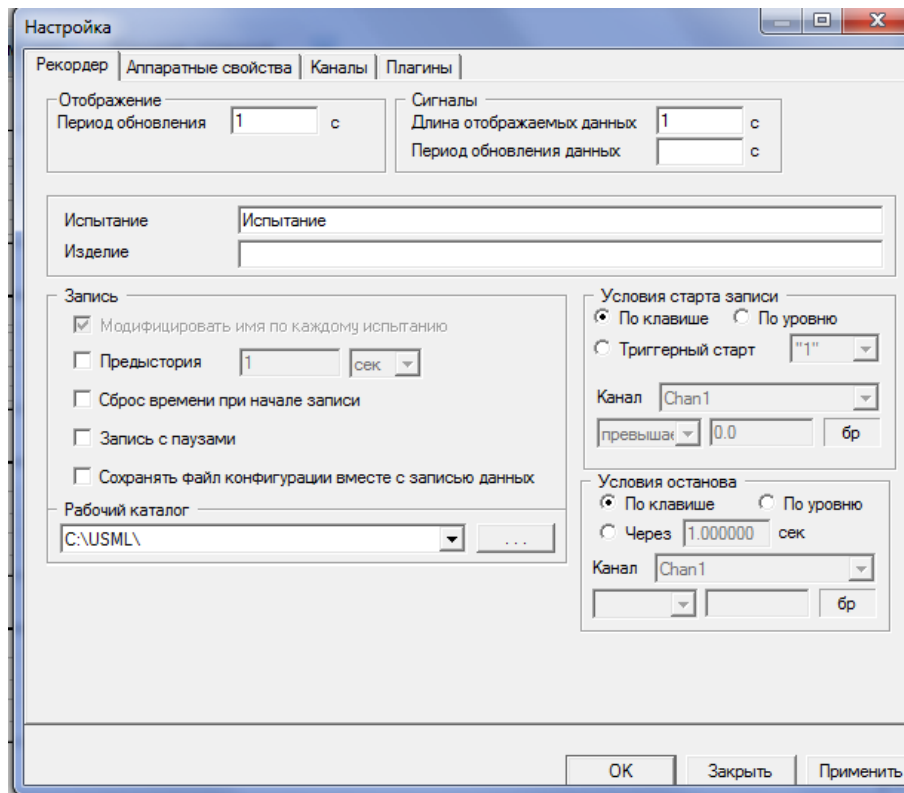 Настройка
Рекордер Аппаратные свойства Каналы Плагины
Отображение
Период обновления 1 с
Сигналы
Длина отображаемых данных 1 с
Период обновления данных с
Испытание Испытание
Изделие
Запись
Модифицировать имя по каждому испытанию
Предыстория 1 сек
Сброс времени при начале записи
Запись с паузами
Сохранять файл конфигурации вместе с записью данных
Рабочий каталог
C:\USML\ ...
Условия старта записи
По клавише По уровню
Триггерный старт "1"
Канал Chan1
превышае 0.0 бр
Условия останова
По клавише По уровню
Через 1.000000 сек
Канал Chan1
бр
OK Закрыть Применить